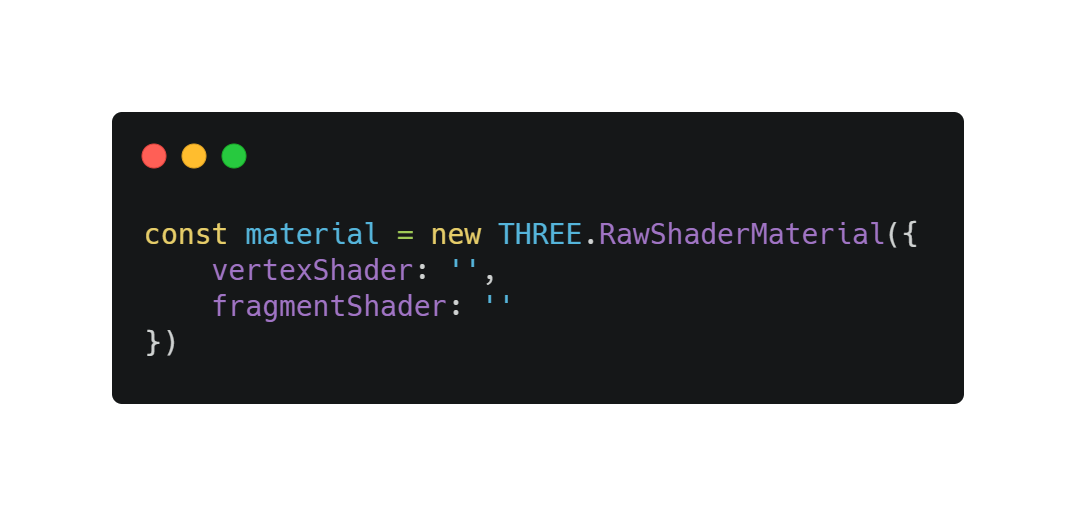 const material = new THREE.RawShaderMaterial({
    vertexShader: '',
    fragmentShader: ''
})